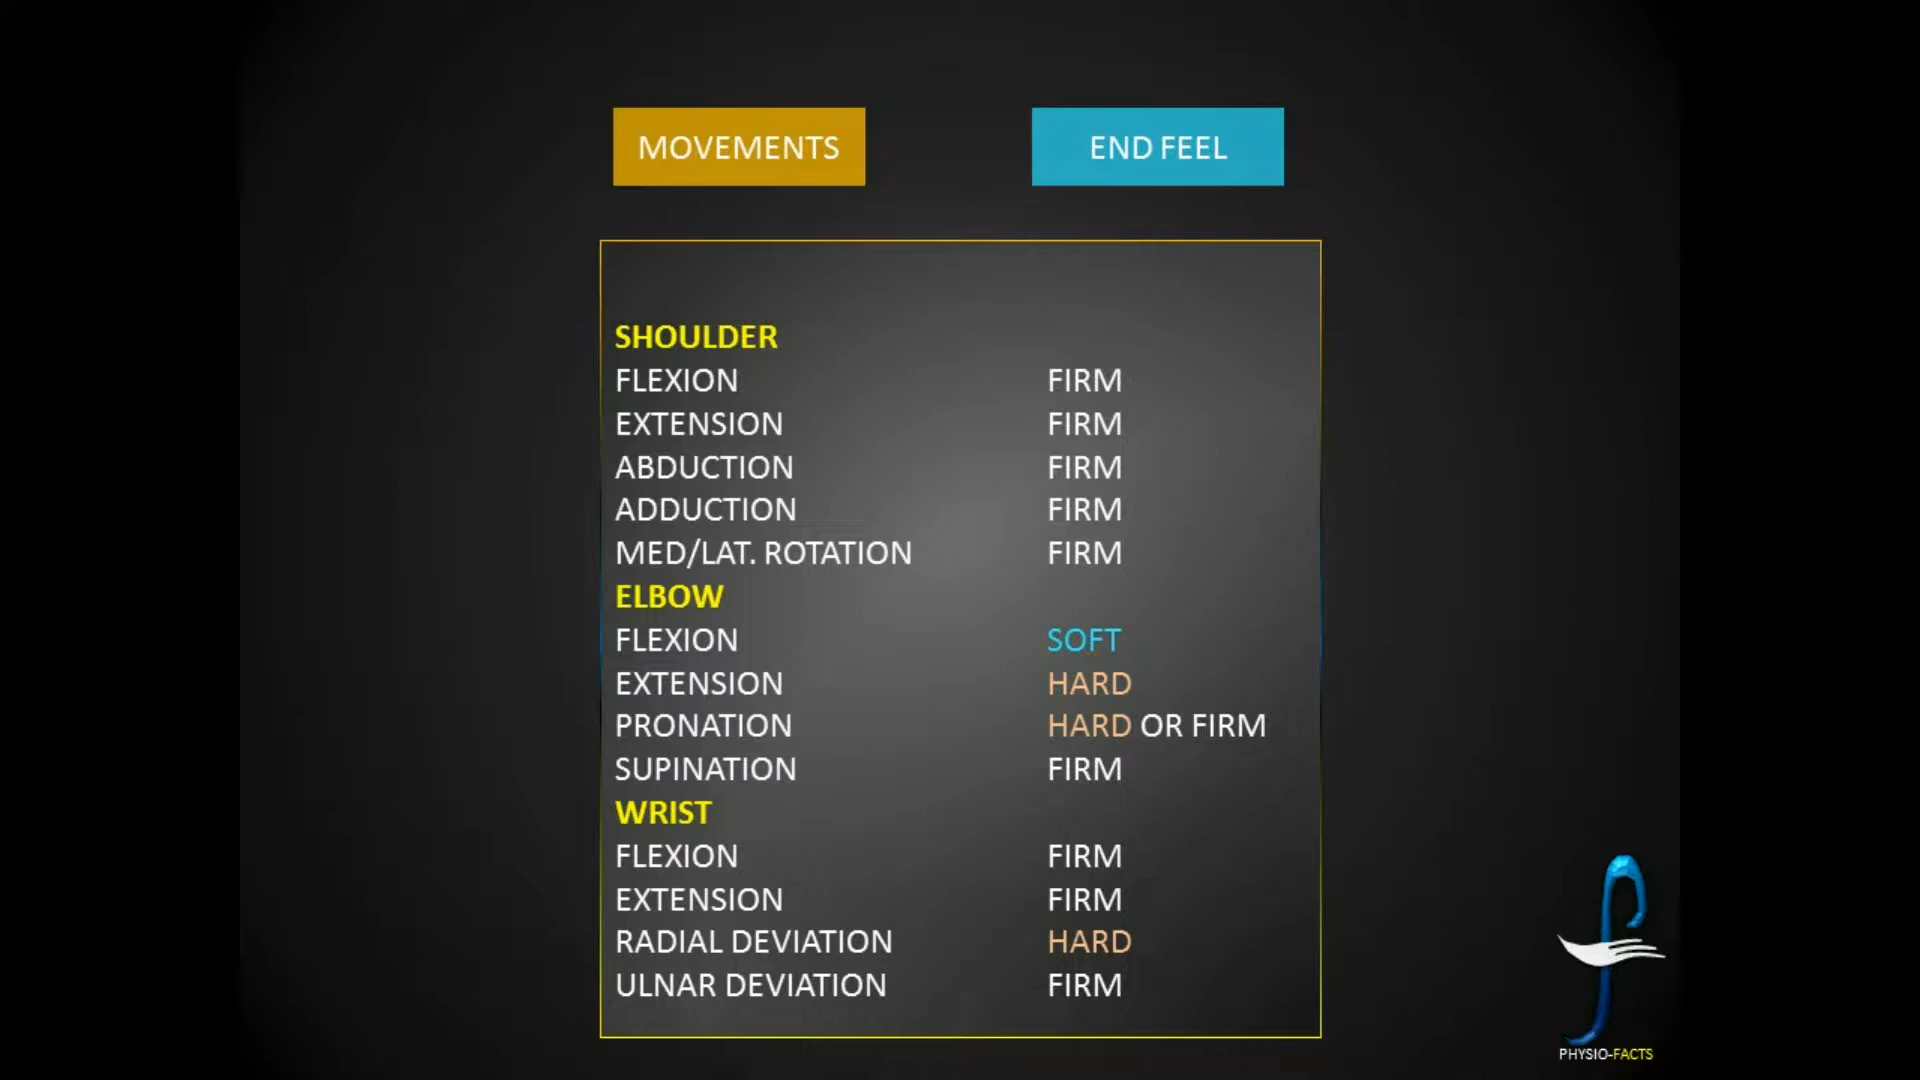 MOVEMENTS END FEEL
SHOULDER
FLEXION FIRM
EXTENSION FIRM
ABDUCTION FIRM
ADDUCTION FIRM
MED/LAT. ROTATION FIRM
ELBOW
FLEXION SOFT
EXTENSION HARD
PRONATION HARD OR FIRM
SUPINATION FIRM
WRIST
FLEXION FIRM
EXTENSION FIRM
RADIAL DEVIATION HARD
ULNAR DEVIATION FIRM
PHYSIO-FACTS